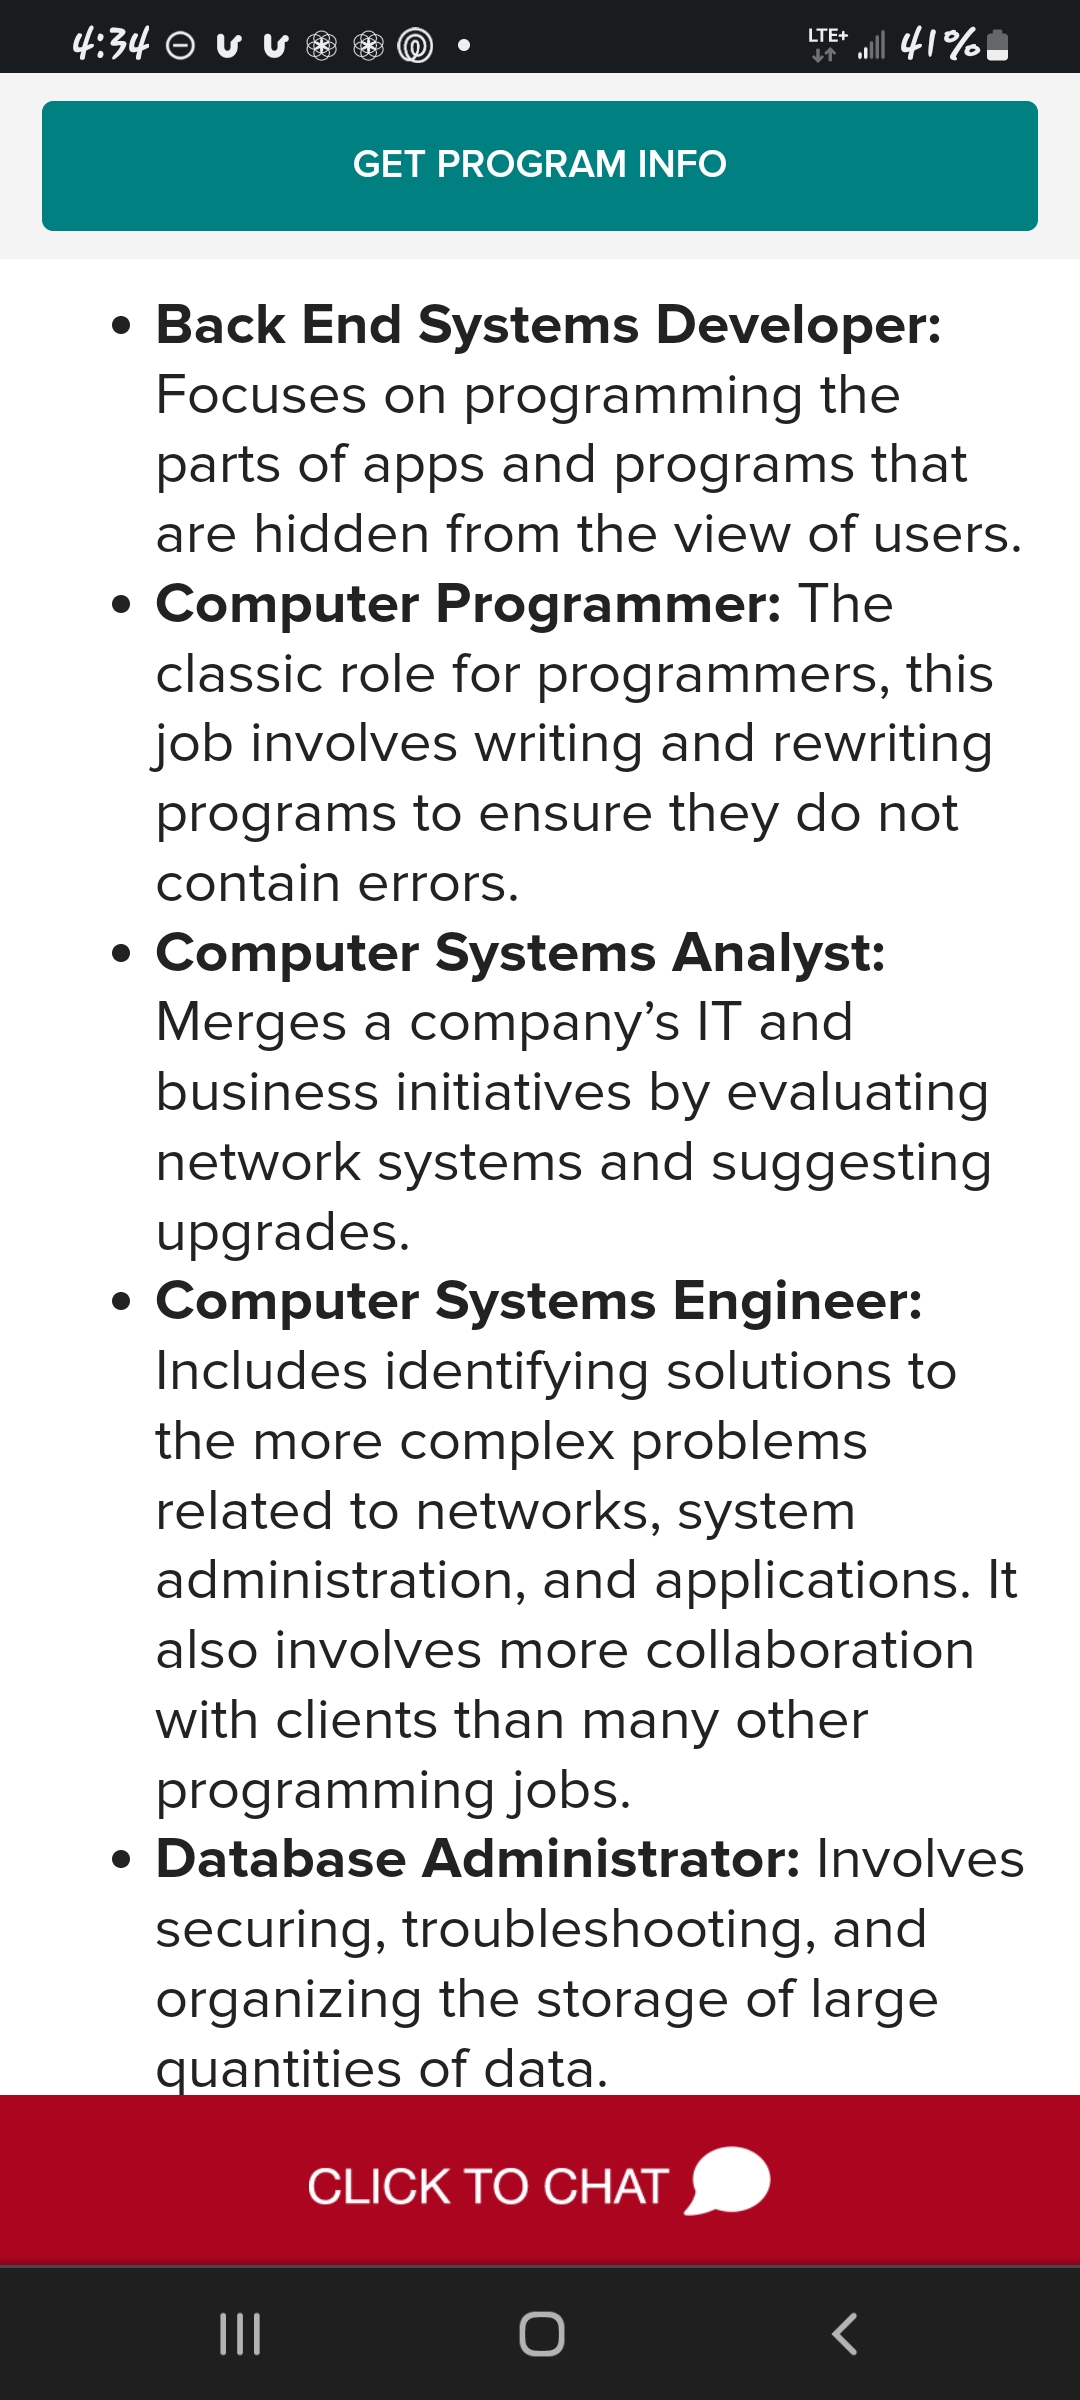 4:34
LTE+ 41%
GET PROGRAM INFO
• Back End Systems Developer:
Focuses on programming the
parts of apps and programs that
are hidden from the view of users.
• Computer Programmer: The
classic role for programmers, this
job involves writing and rewriting
programs to ensure they do not
contain errors.
• Computer Systems Analyst:
Merges a company’s IT and
business initiatives by evaluating
network systems and suggesting
upgrades.
• Computer Systems Engineer:
Includes identifying solutions to
the more complex problems
related to networks, system
administration, and applications. It
also involves more collaboration
with clients than many other
programming jobs.
• Database Administrator: Involves
securing, troubleshooting, and
organizing the storage of large
quantities of data.
CLICK TO CHAT